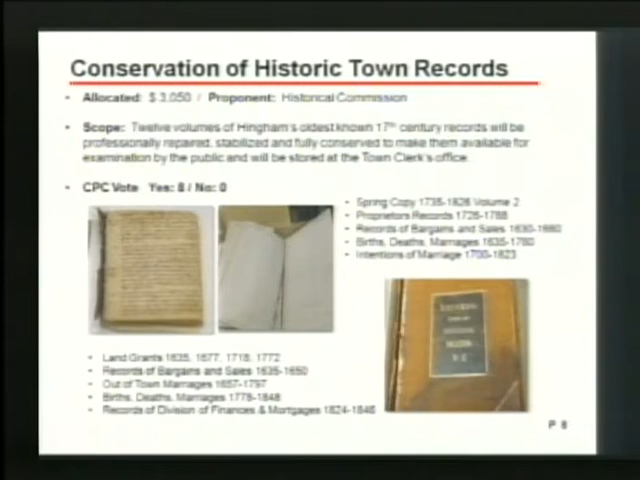 Conservation of Historic Town Records
• Allocated: $ 3,050 / Proponent: Historical Commission
• Scope: Twelve volumes of Hingham's oldest known 17th century records will be
professionally repaired, stabilized and fully conserved to make them available for
examination by the public and will be stored at the Town Clerk's office.
• CPC Vote Yes: 8 / No: 0
• Spring Copy 1735-1826 Volume 2
• Proprietors Records 1726-1788
• Records of Bargains and Sales
• Births, Deaths, Marriages 1635-1780
• Intentions of Marriage 1700-1823
• Land Grants 1635, 1677, 1718, 1772
• Records of Bargains and Sales 1635-1650
• Out of Town Marriages 1657-1797
• Births, Deaths, Marriages 1778-1848
• Records of Division of Finances & Mortgages 1824-1846
P 8